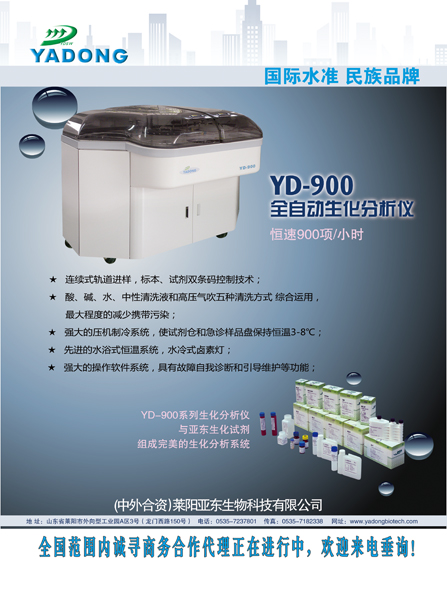 YADONG
国际水准 民族品牌
YD-900
YD-900
全自动生化分析仪
恒速900项/小时
★ 连续式轨道进样，标本、试剂双条码控制技术；
★ 酸、碱、水、中性清洗液和高压气吹五种清洗方式 综合运用，
最大程度的减少携带污染；
★ 强大的压机制冷系统，使试剂仓和急诊样品盘保持恒温3-8℃；
★ 先进的水浴式恒温系统，水冷式卤素灯；
★ 强大的操作软件系统，具有故障自我诊断和引导维护等功能；
YD-900系列生化分析仪
与亚东生化试剂
组成完美的生化分析系统
(中外合资)莱阳亚东生物科技有限公司
地 址：山东省莱阳市外向型工业园A区3号（龙门西路150号） 电话：0535-7237801 传真：0535-7182338 网址：www.yadongbiotech.com
全国范围内诚寻商务合作代理正在进行中，欢迎来电垂询!